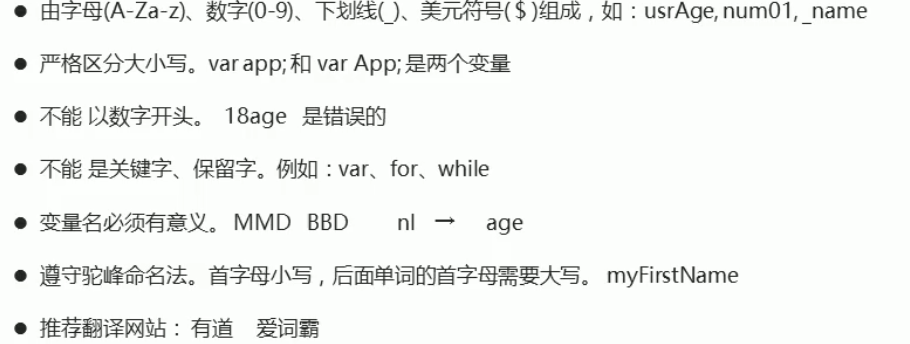 ● 由字母(A-Za-z)、数字(0-9)、下划线(_)、美元符号( $ )组成，如：usrAge, num01, _name
● 严格区分大小写。var app; 和 var App; 是两个变量
● 不能 以数字开头。 18age 是错误的
● 不能 是关键字、保留字。例如：var、for、while
● 变量名必须有意义。 MMD BBD nl → age
● 遵守驼峰命名法。首字母小写，后面单词的首字母需要大写。 myFirstName
● 推荐翻译网站： 有道 爱词霸